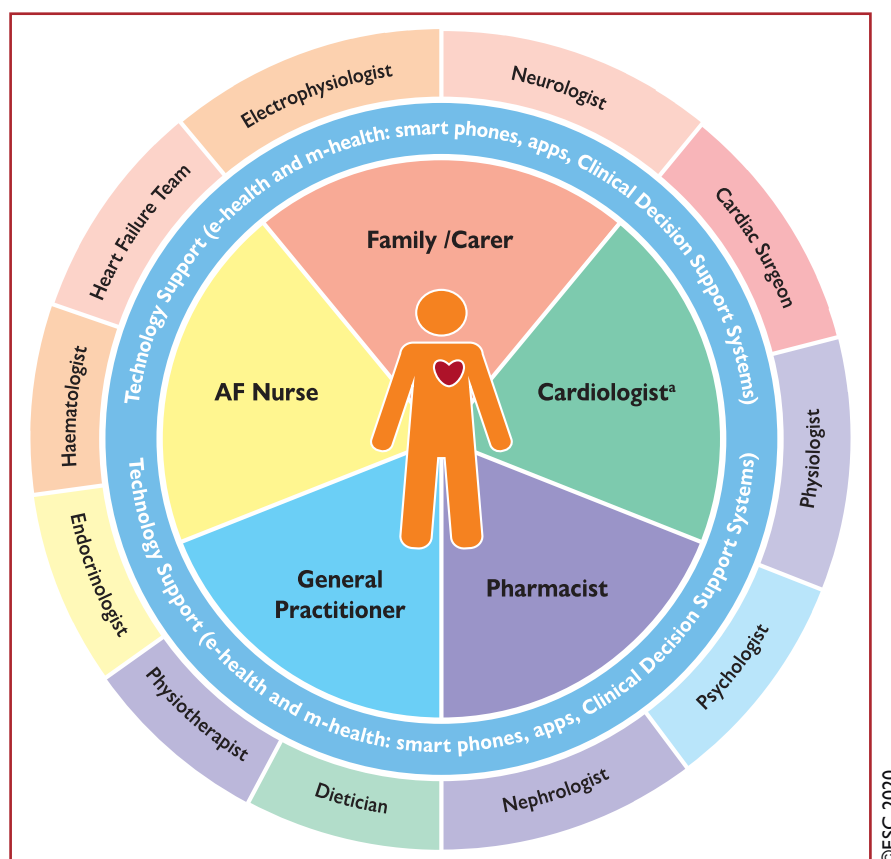 Electrophysiologist
Neurologist
Cardiac Surgeon
Physiologist
Psychologist
Nephrologist
Dietician
Physiotherapist
Endocrinologist
Haematologist
Heart Failure Team
Technology Support (e-health and m-health: smart phones, apps, Clinical Decision Support Systems)
Technology Support (e-health and m-health: smart phones, apps, Clinical Decision Support Systems)
Family /Carer
AF Nurse
Cardiologistᵃ
General
Practitioner
Pharmacist
©ESC 2020